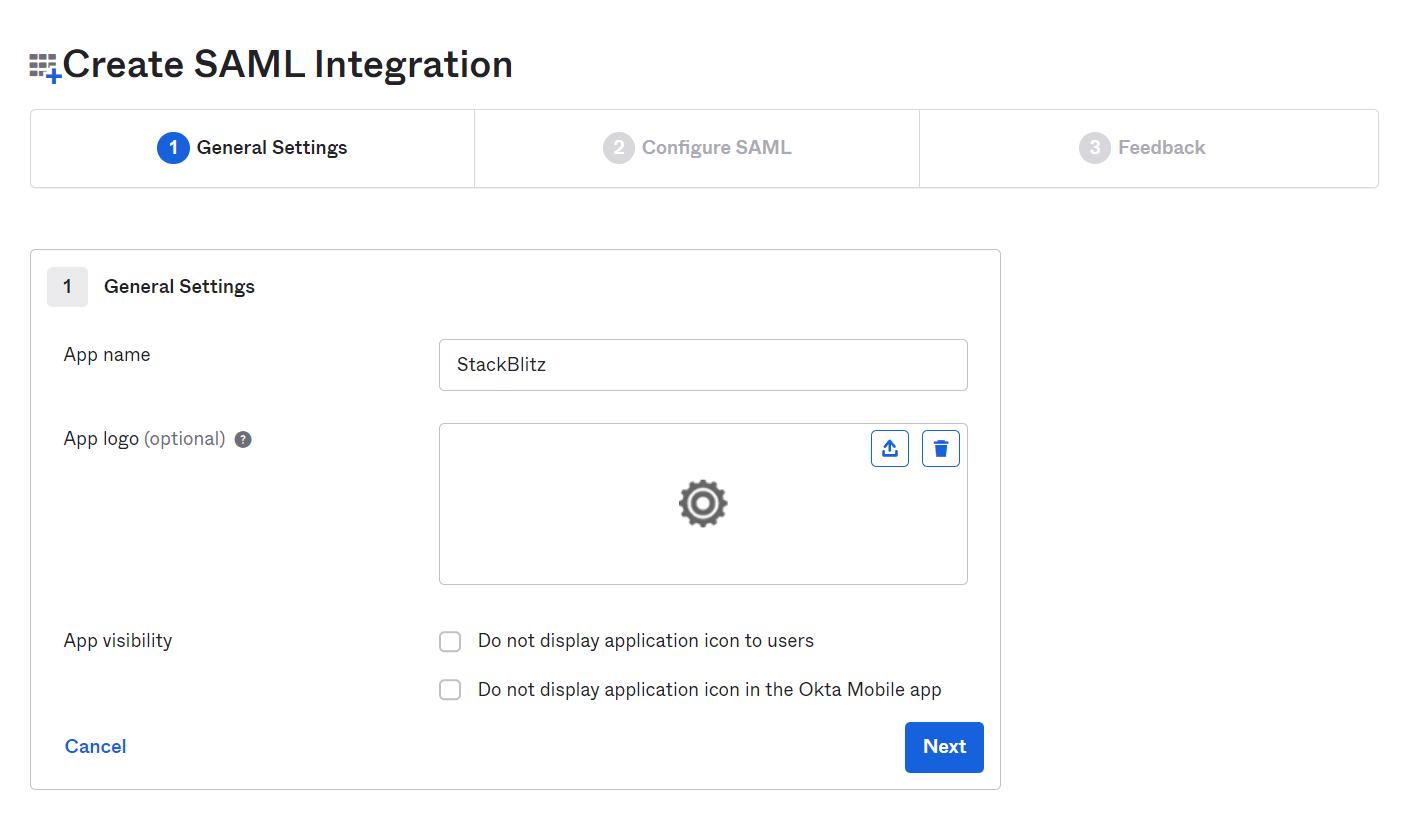 Create SAML Integration
1 General Settings
2 Configure SAML
3 Feedback
1 General Settings
App name
StackBlitz
App logo (optional) ?
App visibility
Do not display application icon to users
Do not display application icon in the Okta Mobile app
Cancel
Next